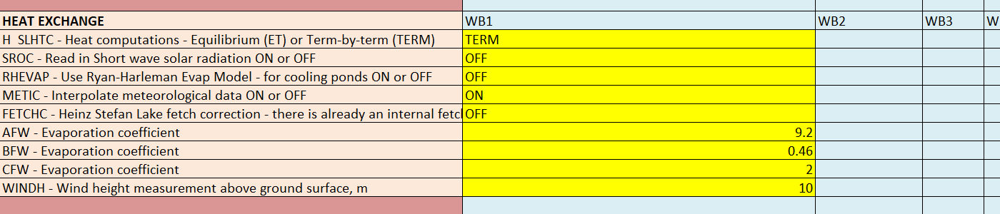 HEAT EXCHANGE WB1 WB2 WB3 W
H_SLHTC - Heat computations - Equilibrium (ET) or Term-by-term (TERM) TERM
SROC - Read in Short wave solar radiation ON or OFF OFF
RHEVAP - Use Ryan-Harleman Evap Model - for cooling ponds ON or OFF OFF
METIC - Interpolate meteorological data ON or OFF ON
FETCHC - Heinz Stefan Lake fetch correction - there is already an internal OFF
AFW - Evaporation coefficient 9.2
BFW - Evaporation coefficient 0.46
CFW - Evaporation coefficient 2
WINDH - Wind height measurement above ground surface, m 10